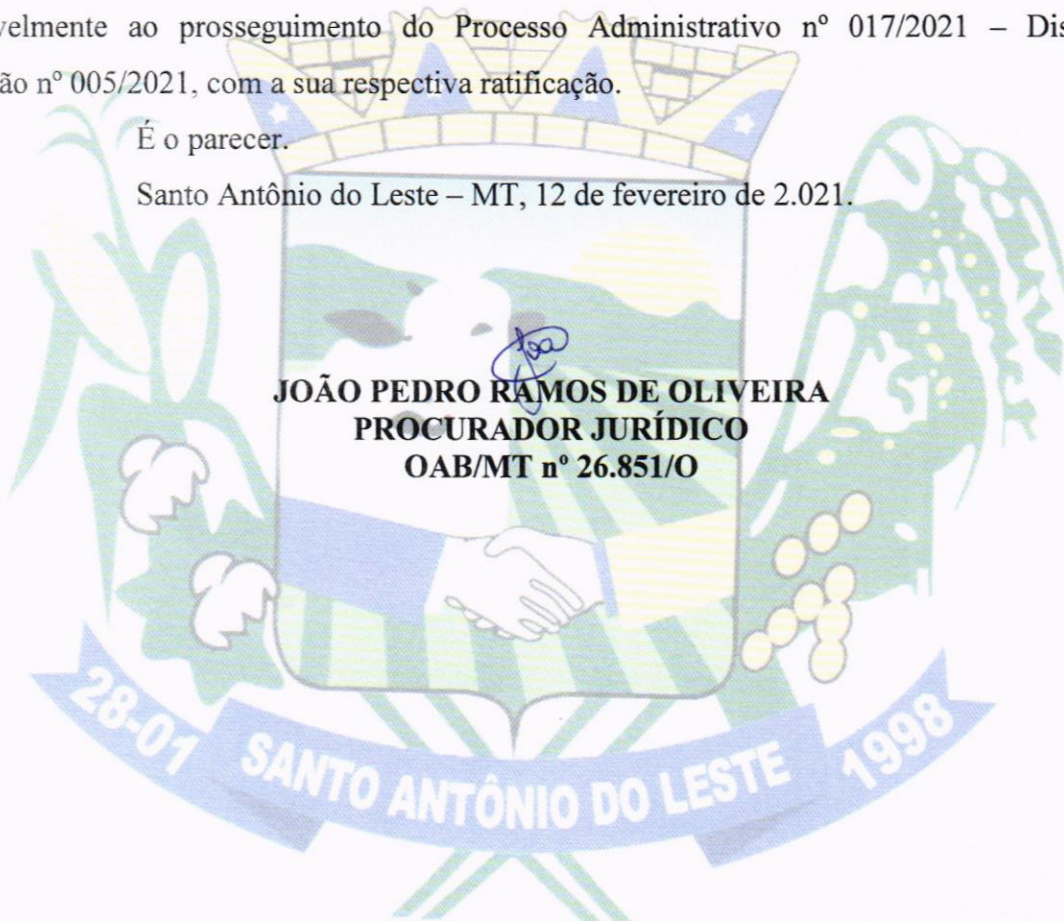 velmente ao prosseguimento do Processo Administrativo nº 017/2021 – Dis
ão nº 005/2021, com a sua respectiva ratificação.
É o parecer.
Santo Antônio do Leste – MT, 12 de fevereiro de 2.021.
JOÃO PEDRO RAMOS DE OLIVEIRA
PROCURADOR JURÍDICO
OAB/MT nº 26.851/O
28-01 SANTO ANTÔNIO DO LESTE 1998